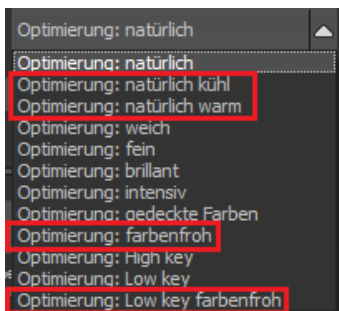 Optimierung: natürlich
Optimierung: natürlich
Optimierung: natürlich kühl
Optimierung: natürlich warm
Optimierung: weich
Optimierung: fein
Optimierung: brillant
Optimierung: intensiv
Optimierung: gedeckte Farben
Optimierung: farbenfroh
Optimierung: High key
Optimierung: Low key
Optimierung: Low key farbenfroh